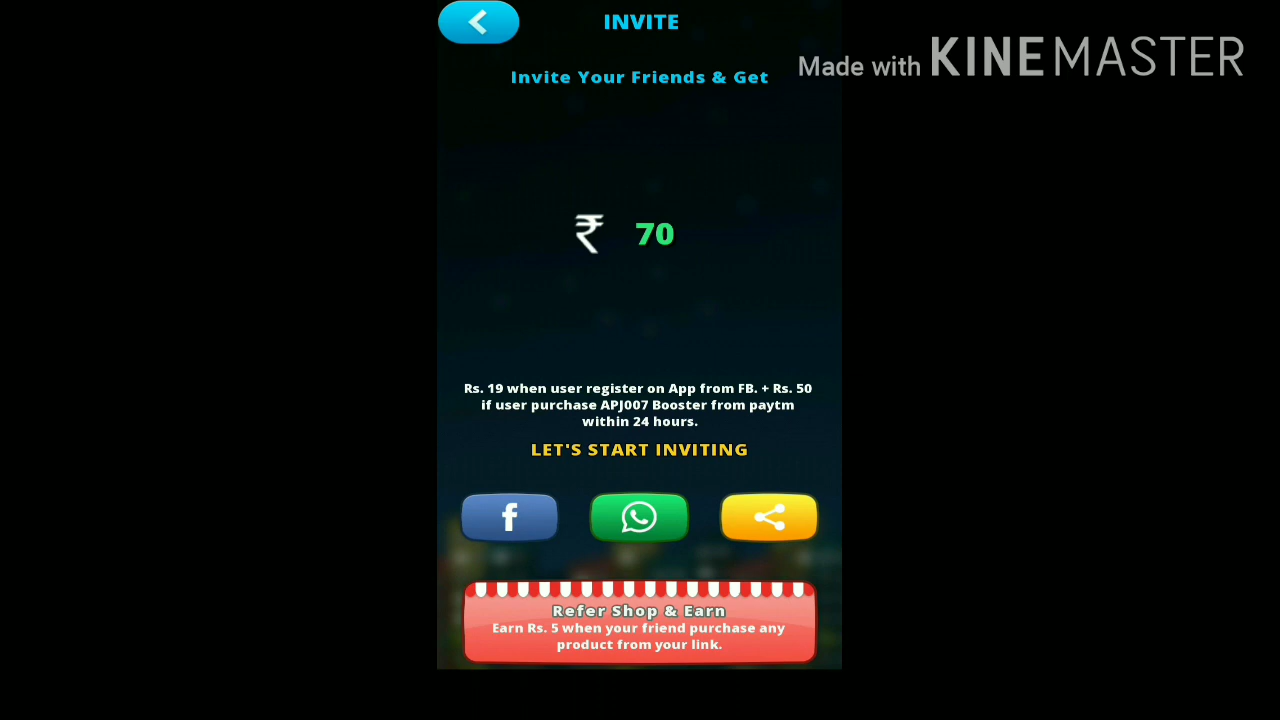 INVITE
Made with KINEMASTER
Invite Your Friends & Get
₹ 70
Rs. 19 when user register on App from FB. + Rs. 50
if user purchase APJ007 Booster from paytm
within 24 hours.
LET'S START INVITING
f
Refer Shop & Earn
Earn Rs. 5 when your friend purchase any
product from your link.